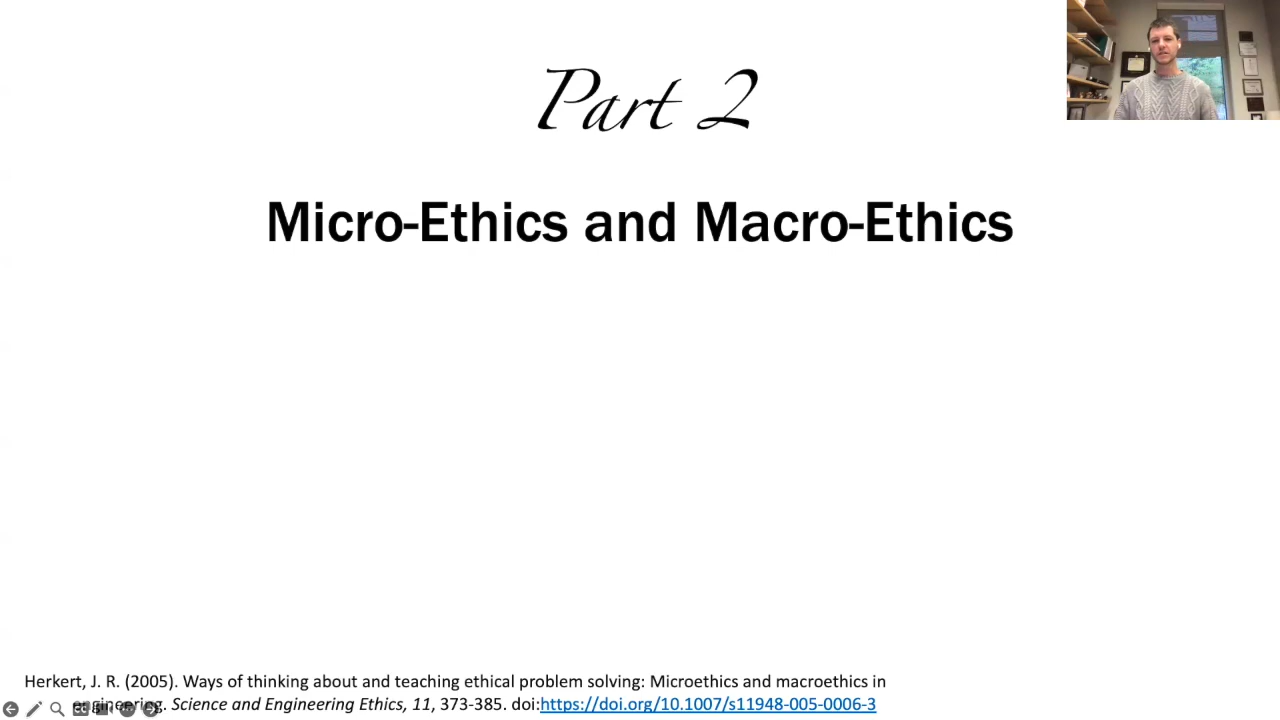 Part 2
Micro-Ethics and Macro-Ethics
Herkert, J. R. (2005). Ways of thinking about and teaching ethical problem solving: Microethics and macroethics in
engineering. Science and Engineering Ethics, 11, 373-385. doi:https://doi.org/10.1007/s11948-005-0006-3